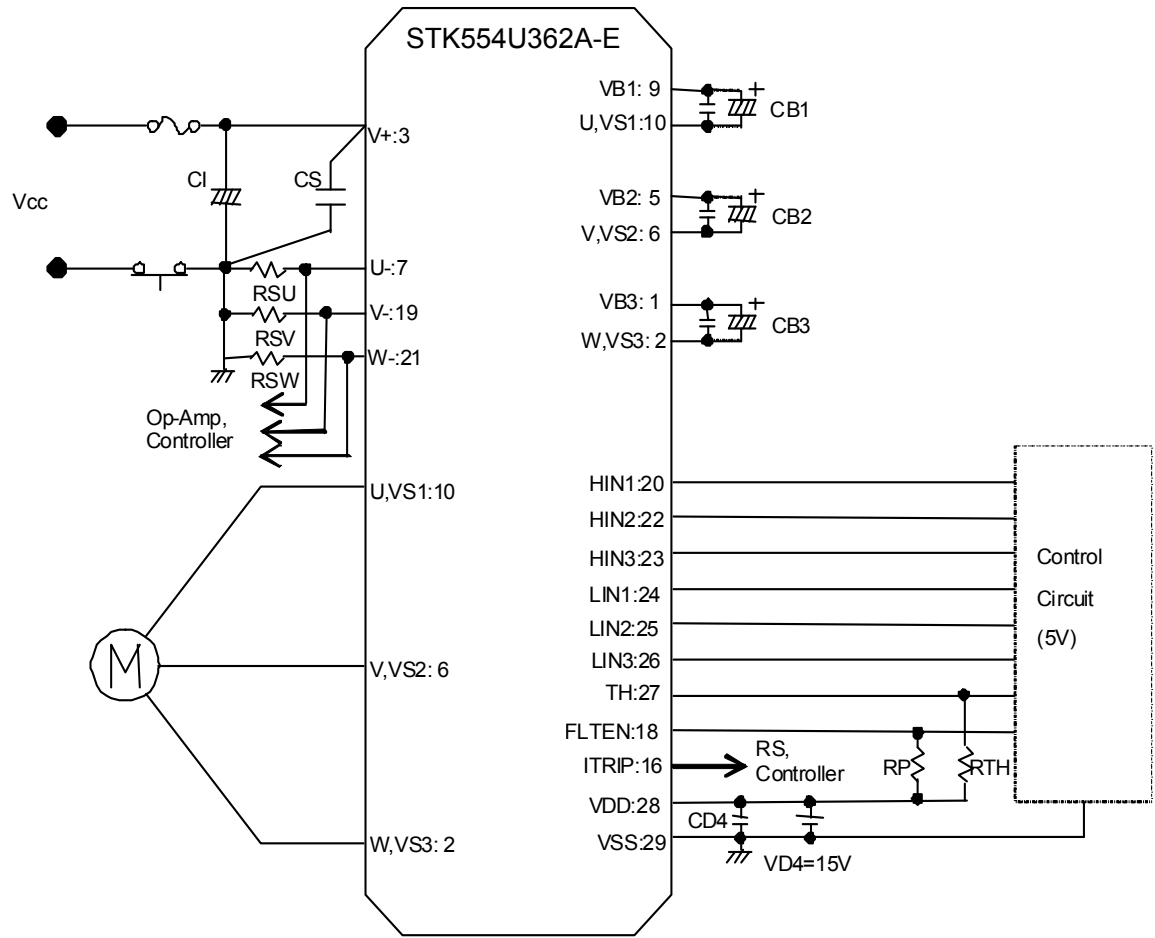 STK554U362A-E
VB1: 9
+
CB1
U,VS1:10
V+:3
CI
CS
Vcc
VB2: 5
+
CB2
V,VS2: 6
U-:7
RSU
V-:19
RSV
W-:21
RSW
VB3: 1
+
CB3
W,VS3: 2
Op-Amp,
Controller
U,VS1:10
M
V,VS2: 6
W,VS3: 2
HIN1:20
HIN2:22
HIN3:23
LIN1:24
LIN2:25
LIN3:26
TH:27
FLTEN:18
ITRIP:16
VDD:28
VSS:29
RS,
Controller
RP
RTH
CD4
VD4=15V
Control
Circuit
(5V)